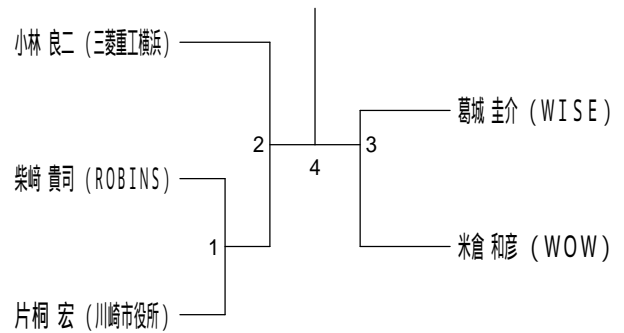 小林 良二 (三菱重工横浜)
葛城 圭介 (WISE)
2
3
4
柴﨑 貴司 (ROBINS)
1
米倉 和彦 (WOW)
片桐 宏 (川崎市役所)